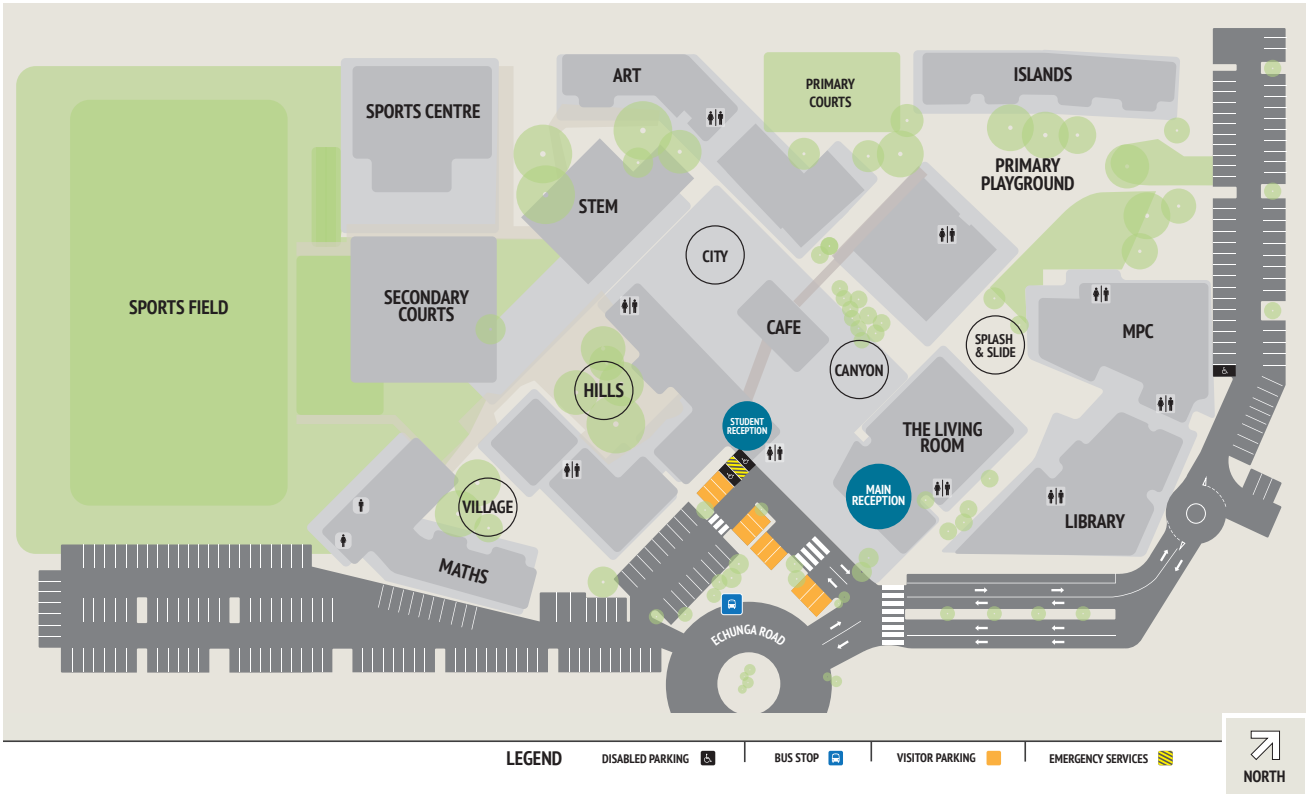 ART
PRIMARY
COURTS
ISLANDS
SPORTS CENTRE
PRIMARY
PLAYGROUND
STEM
CITY
SPORTS FIELD
SECONDARY
COURTS
CAFE
SPLASH
& SLIDE
MPC
CANYON
HILLS
STUDENT
RECEPTION
THE LIVING
ROOM
MAIN
RECEPTION
VILLAGE
LIBRARY
MATHS
ECHUNGA ROAD
LEGEND
DISABLED PARKING
BUS STOP
VISITOR PARKING
EMERGENCY SERVICES
NORTH